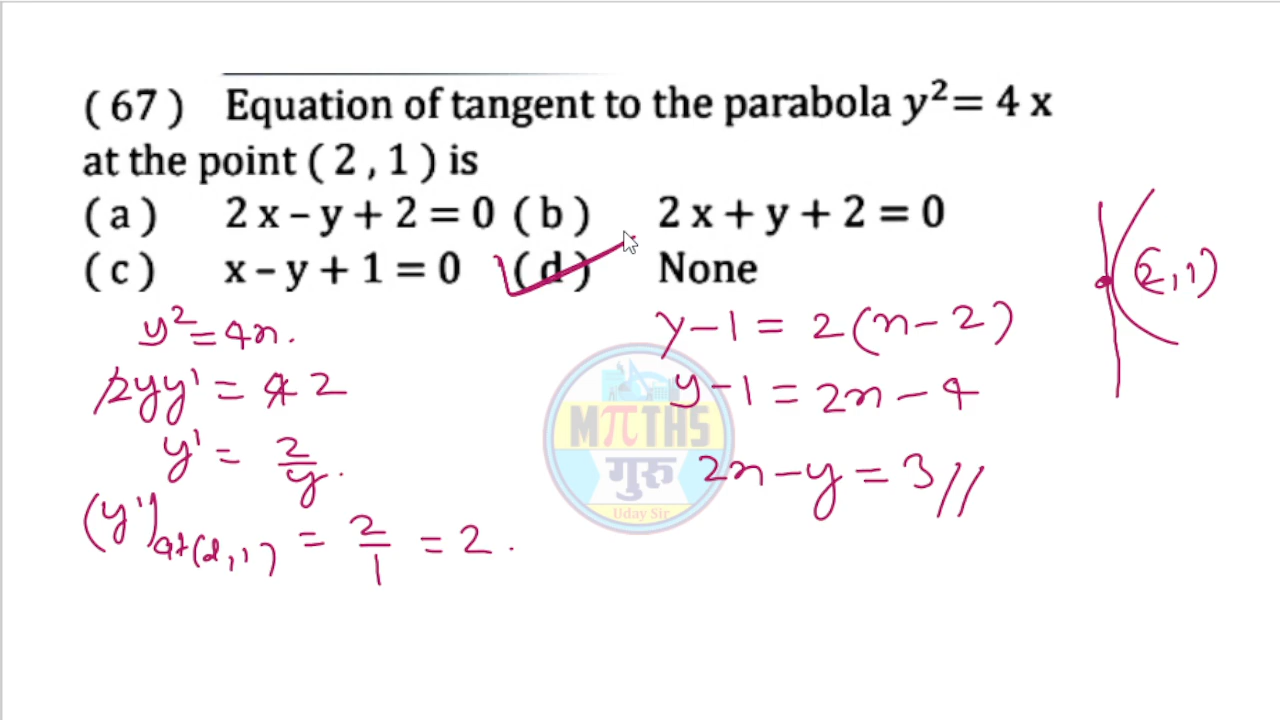 (67) Equation of tangent to the parabola y² = 4 x
at the point ( 2 , 1 ) is
(a) 2 x – y + 2 = 0 (b) 2 x + y + 2 = 0
(c) x – y + 1 = 0 (d) None
(2,1)
y² = 4x.
2yy' = 4 2
y' = 2/y.
(y')at(2,1) = 2/1 = 2.
y - 1 = 2(x - 2)
y - 1 = 2x - 4
2x - y = 3//
MπTHS
गुरु
Uday Sir